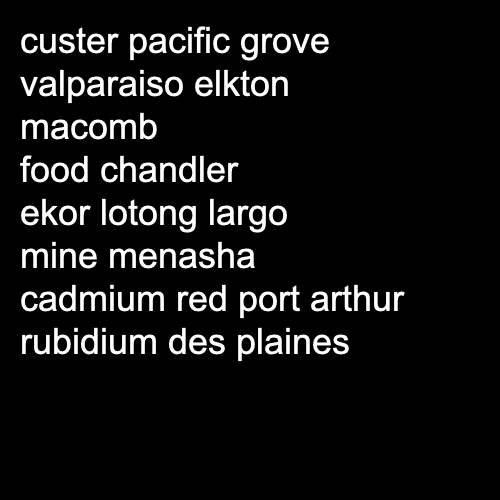 custer pacific grove
valparaiso elkton
macomb
food chandler
ekor lotong largo
mine menasha
cadmium red port arthur
rubidium des plaines